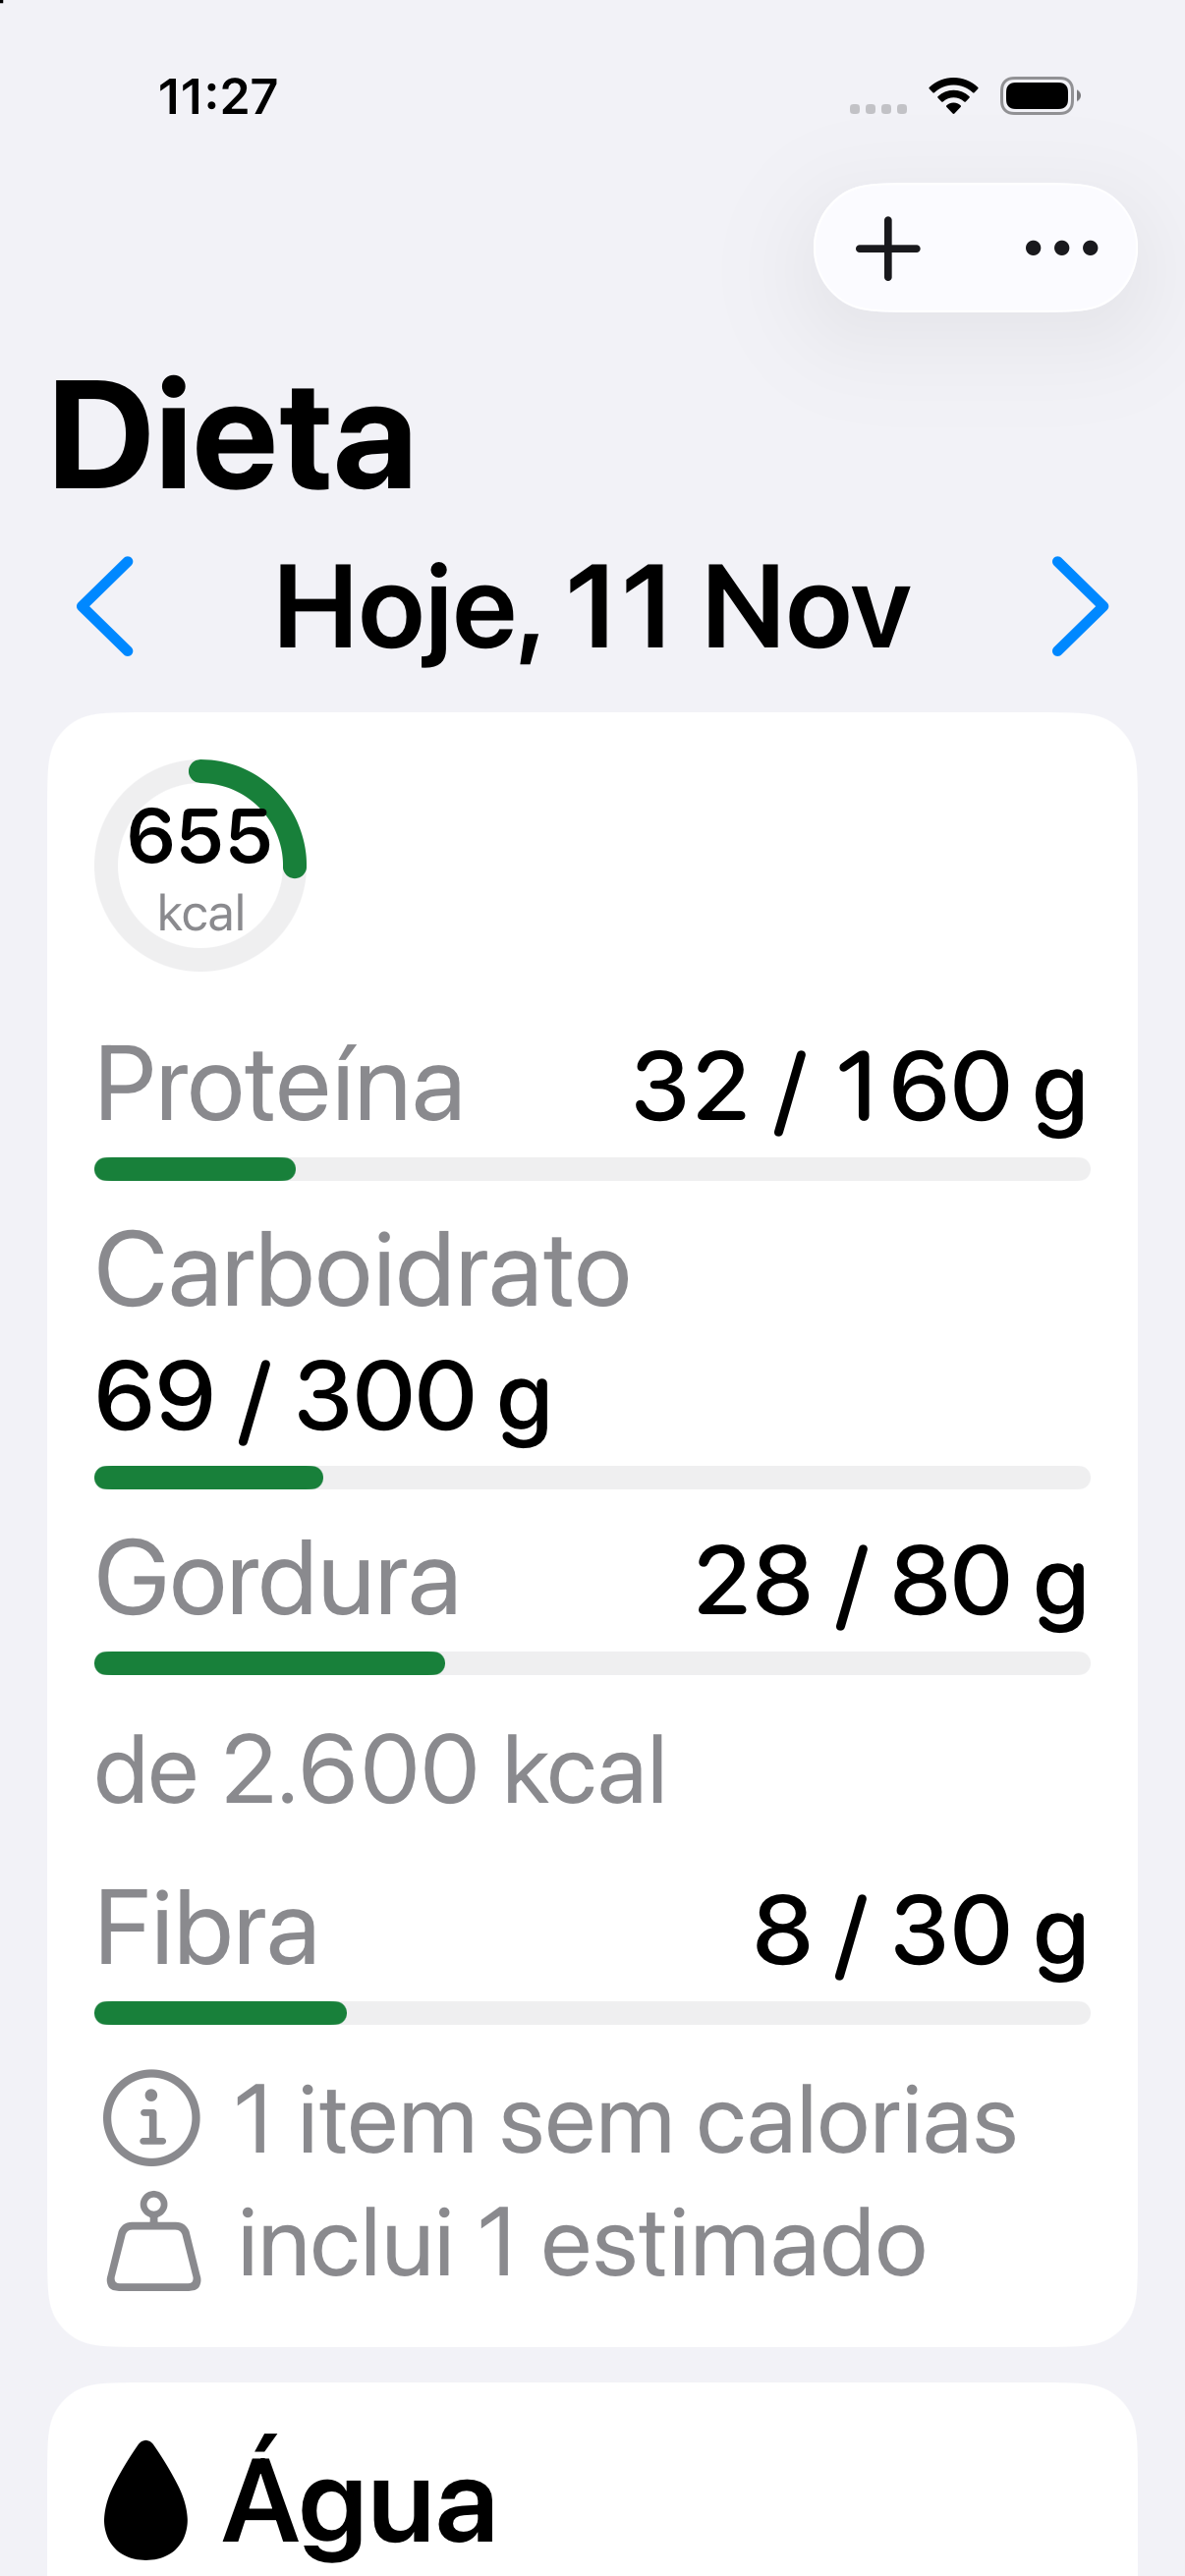 11:27
Dieta
Hoje, 11 Nov
655
kcal
Proteína 32 / 160 g
Carboidrato
69 / 300 g
Gordura 28 / 80 g
de 2.600 kcal
Fibra 8 / 30 g
1 item sem calorias
inclui 1 estimado
Água